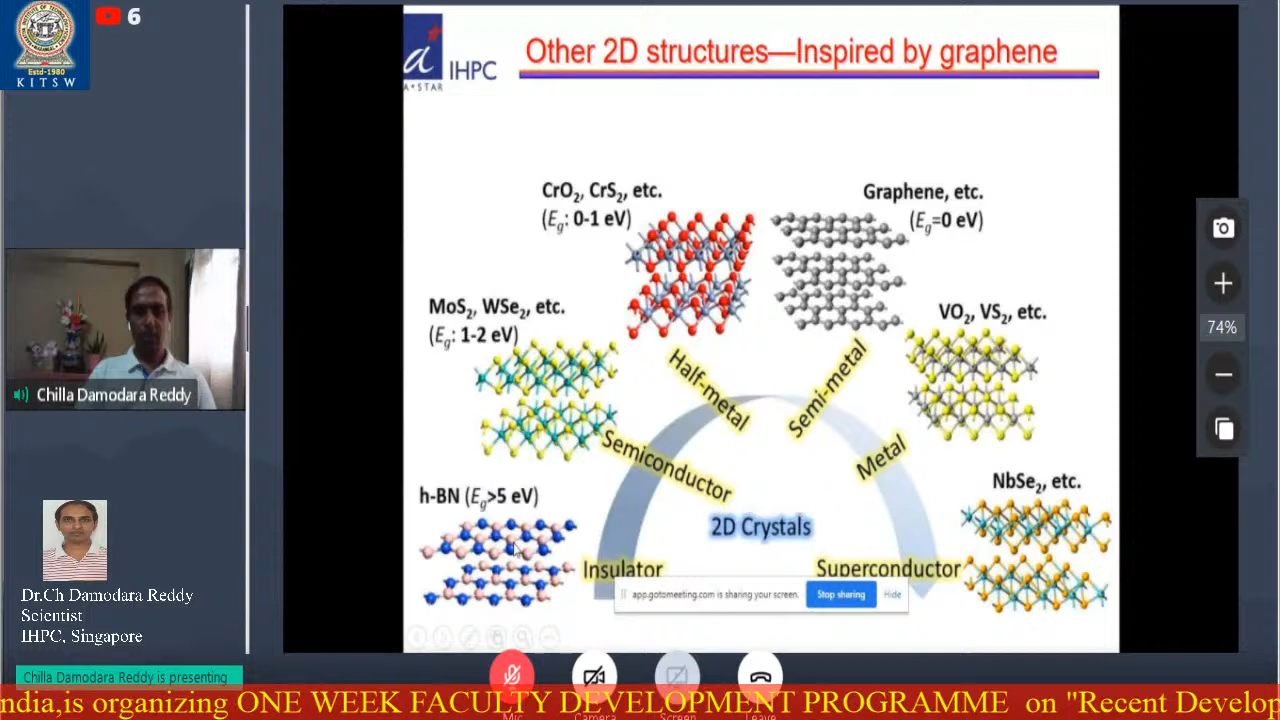 6
Estd-1980
K I T S W
A★STAR
IHPC
Other 2D structures—Inspired by graphene
CrO₂, CrS₂, etc.
(Eg: 0-1 eV)
Graphene, etc.
(Eg=0 eV)
MoS₂, WSe₂, etc.
(Eg: 1-2 eV)
VO₂, VS₂, etc.
Half-metal
Semi-metal
Semiconductor
Metal
h-BN (Eg>5 eV)
NbSe₂, etc.
2D Crystals
Insulator
Superconductor
app.gotomeeting.com is sharing your screen.
Stop sharing
Hide
74%
Chilla Damodara Reddy
Dr.Ch Damodara Reddy
Scientist
IHPC, Singapore
Chilla Damodara Reddy is presenting
Mic
Camera
Screen
Leave
ndia,is organizing ONE WEEK FACULTY DEVELOPMENT PROGRAMME on "Recent Develop